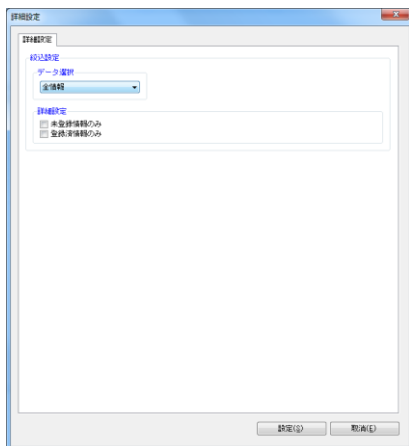 詳細設定
詳細設定
絞込設定
データ選択
全情報
詳細設定
未登録情報のみ
登録済情報のみ
設定(S)
取消(E)